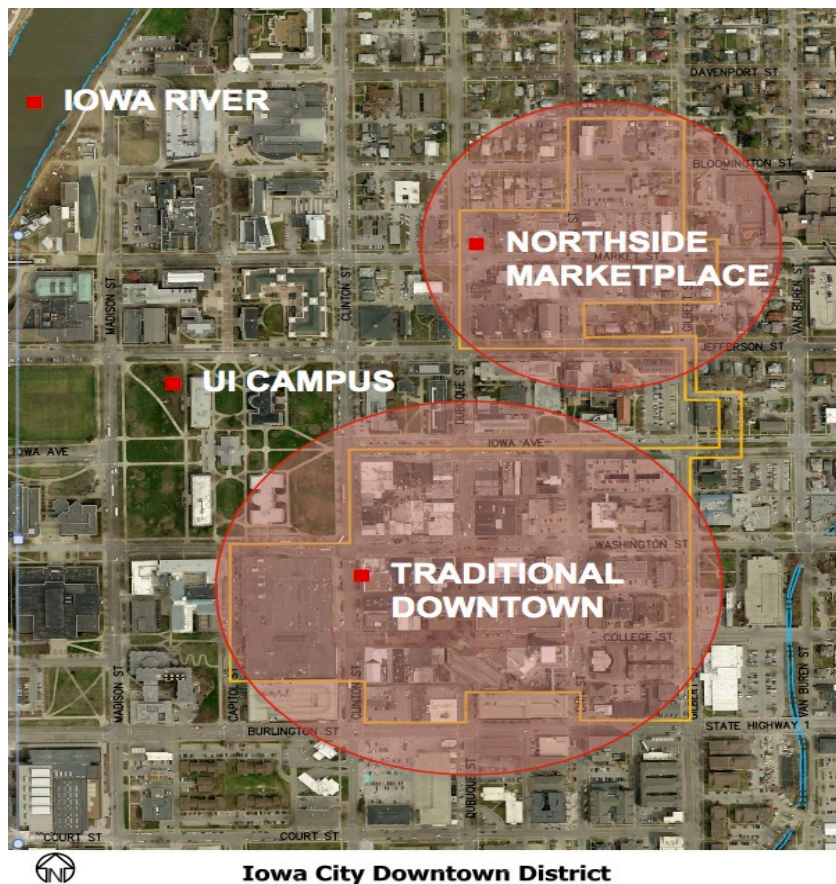 DAVENPORT ST
IOWA RIVER
BLOOMINGTON ST
NORTHSIDE
MARKET ST
MARKETPLACE
MADISON ST
CLINTON ST
GILBERT
VAN BUREN ST
JEFFERSON ST
UI CAMPUS
DUBUQUE ST
IOWA AVE
IOWA AVE
WASHINGTON ST
TRADITIONAL
DOWNTOWN
COLLEGE ST
MADISON ST
CAPITOL ST
CLINTON ST
DUBUQUE ST
GILBERT ST
VAN BUREN ST
BURLINGTON ST
STATE HIGHWAY 1
COURT ST
COURT ST
Iowa City Downtown District